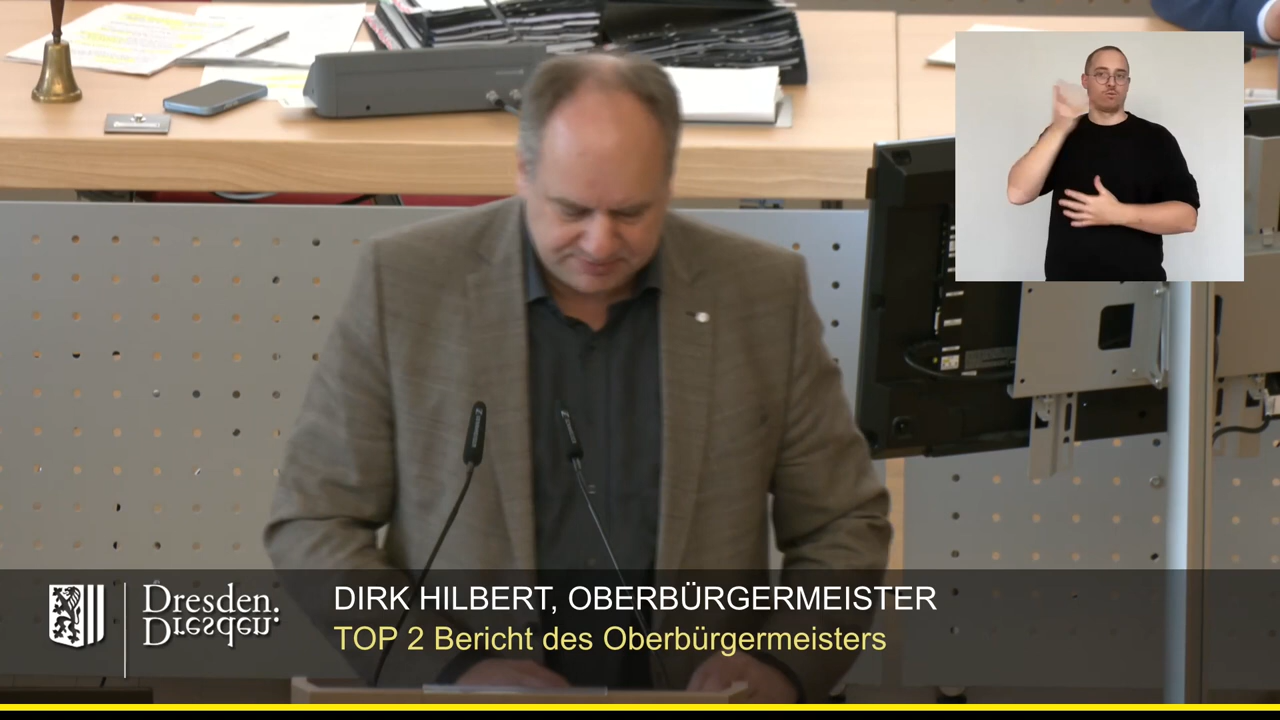 Dresden.
Dresden.
DIRK HILBERT, OBERBÜRGERMEISTER
TOP 2 Bericht des Oberbürgermeisters